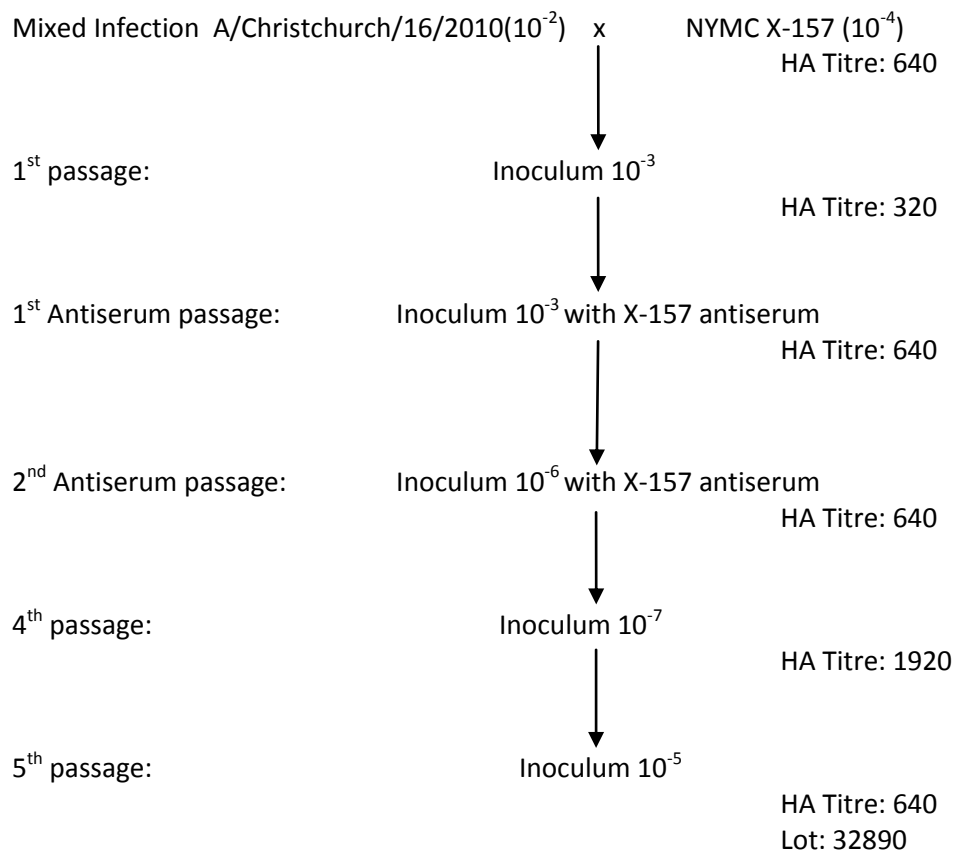 Mixed Infection A/Christchurch/16/2010(10⁻²) x NYMC X-157 (10⁻⁴)
HA Titre: 640
1ˢᵗ passage: Inoculum 10⁻³
HA Titre: 320
1ˢᵗ Antiserum passage: Inoculum 10⁻³ with X-157 antiserum
HA Titre: 640
2ⁿᵈ Antiserum passage: Inoculum 10⁻⁶ with X-157 antiserum
HA Titre: 640
4ᵗʰ passage: Inoculum 10⁻⁷
HA Titre: 1920
5ᵗʰ passage: Inoculum 10⁻⁵
HA Titre: 640
Lot: 32890